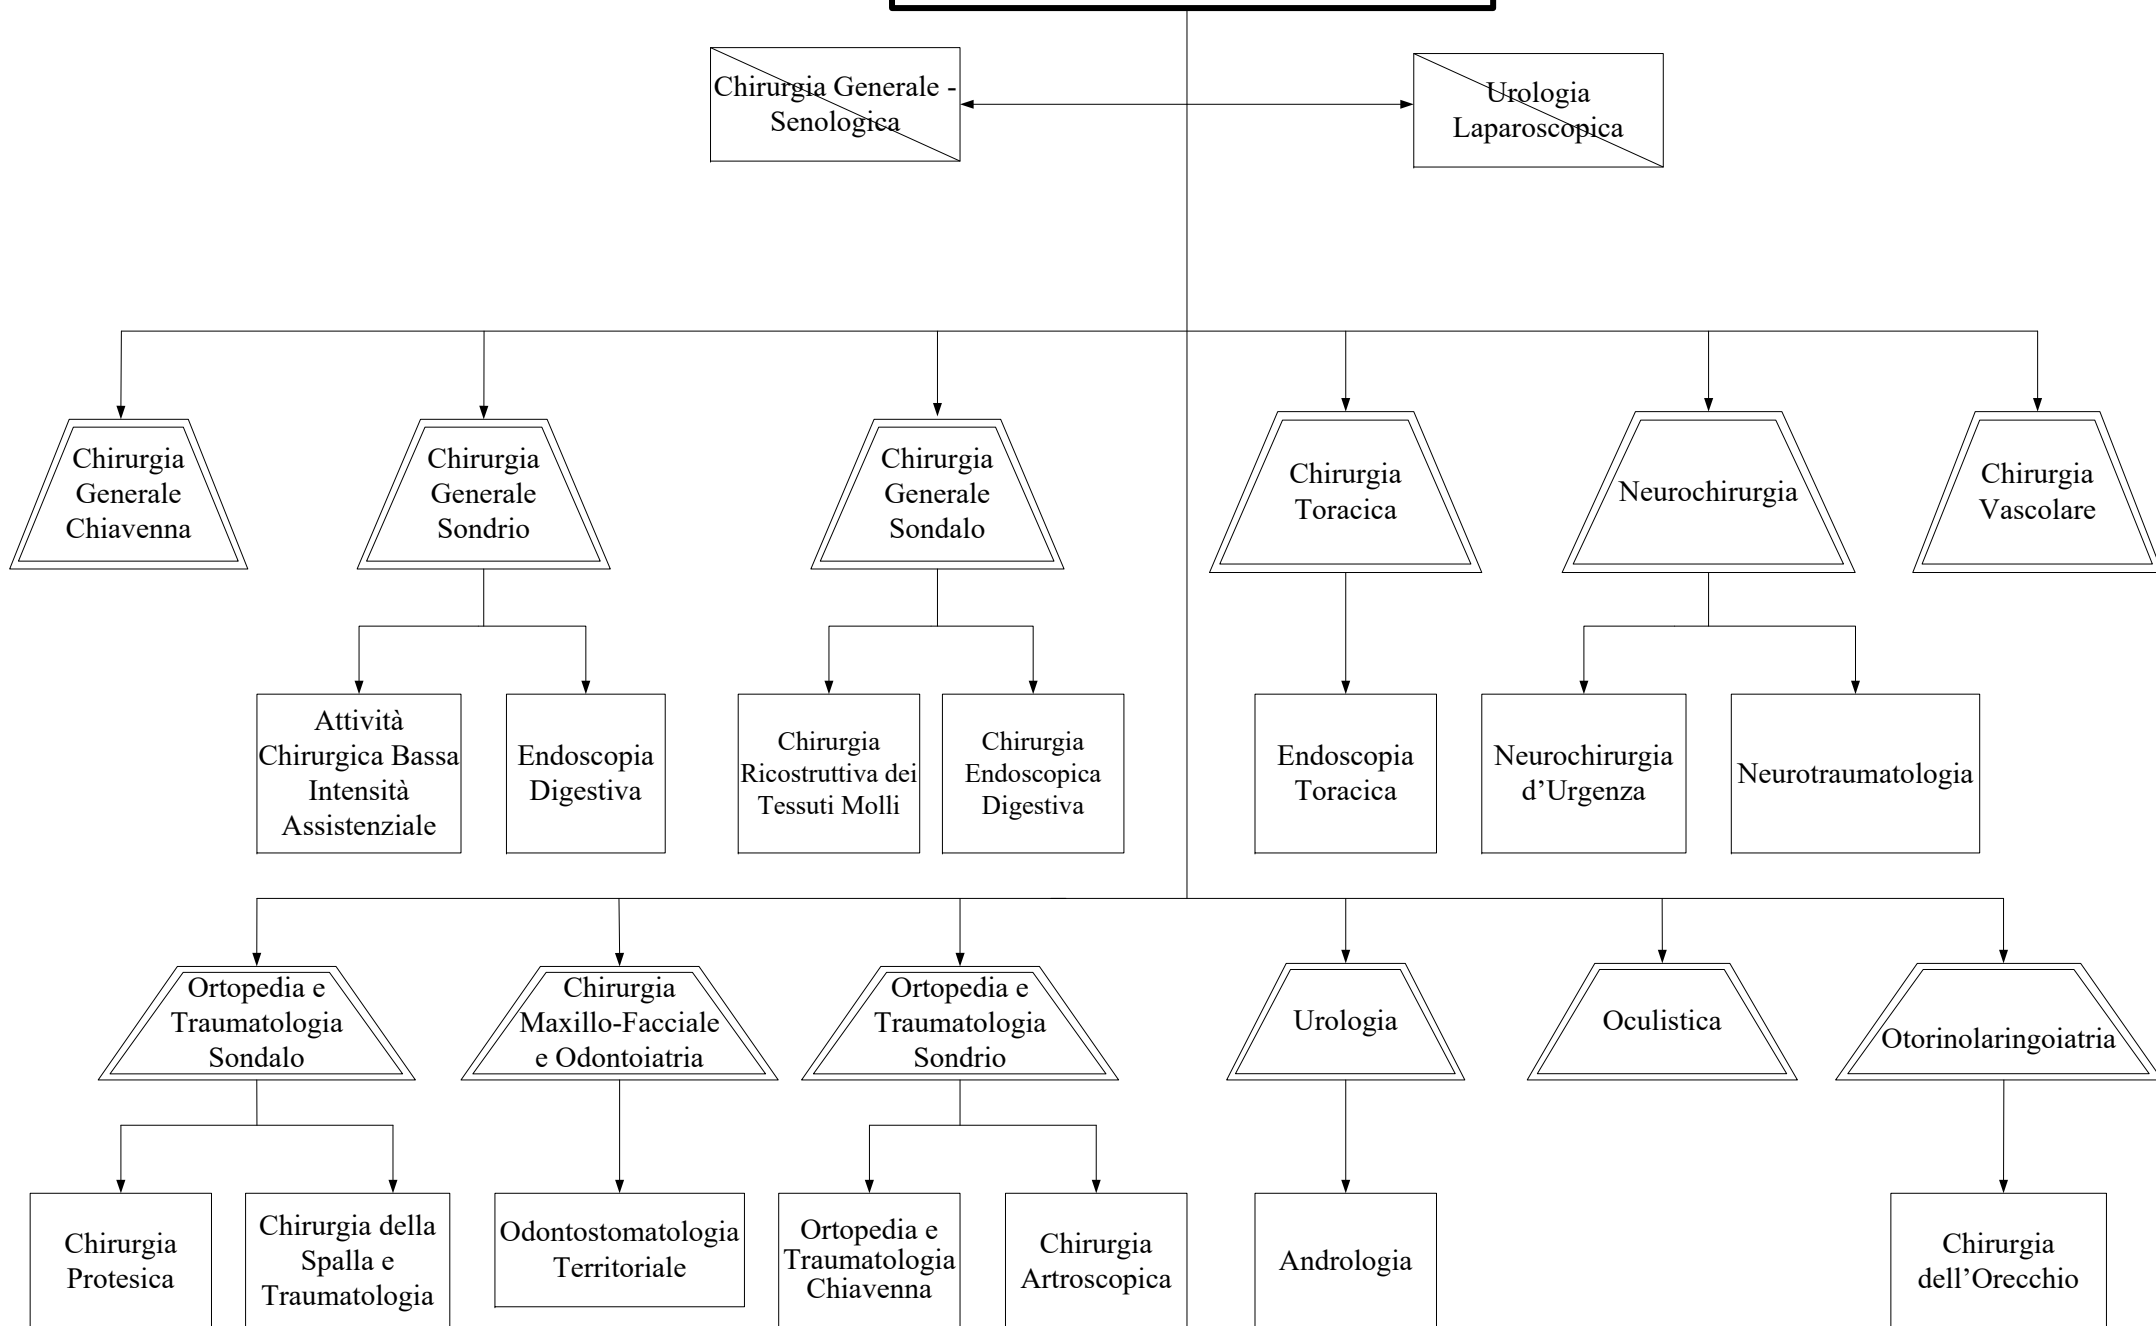 Chirurgia Generale -
Senologica
Urologia
Laparoscopica
Chirurgia
Generale
Chiavenna
Chirurgia
Generale
Sondrio
Chirurgia
Generale
Sondalo
Chirurgia
Toracica
Neurochirurgia
Chirurgia
Vascolare
Attività
Chirurgica Bassa
Intensità
Assistenziale
Endoscopia
Digestiva
Chirurgia
Ricostruttiva dei
Tessuti Molli
Chirurgia
Endoscopica
Digestiva
Endoscopia
Toracica
Neurochirurgia
d’Urgenza
Neurotraumatologia
Ortopedia e
Traumatologia
Sondalo
Chirurgia
Maxillo-Facciale
e Odontoiatria
Ortopedia e
Traumatologia
Sondrio
Urologia
Oculistica
Otorinolaringoiatria
Chirurgia
Protesica
Chirurgia della
Spalla e
Traumatologia
Odontostomatologia
Territoriale
Ortopedia e
Traumatologia
Chiavenna
Chirurgia
Artroscopica
Andrologia
Chirurgia
dell’Orecchio